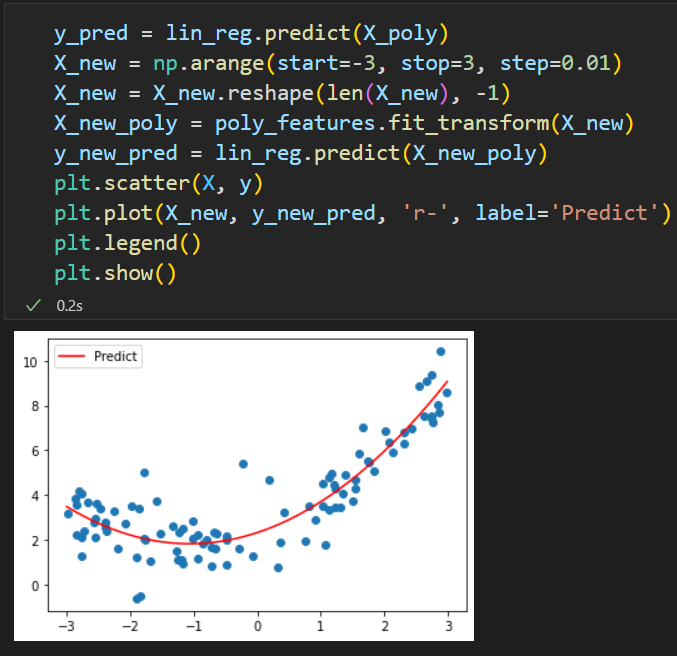 y_pred = lin_reg.predict(X_poly)
X_new = np.arange(start=-3, stop=3, step=0.01)
X_new = X_new.reshape(len(X_new), -1)
X_new_poly = poly_features.fit_transform(X_new)
y_new_pred = lin_reg.predict(X_new_poly)
plt.scatter(X, y)
plt.plot(X_new, y_new_pred, 'r-', label='Predict')
plt.legend()
plt.show()
0.2s
Predict
10
8
6
4
2
0
−3 −2 −1 0 1 2 3